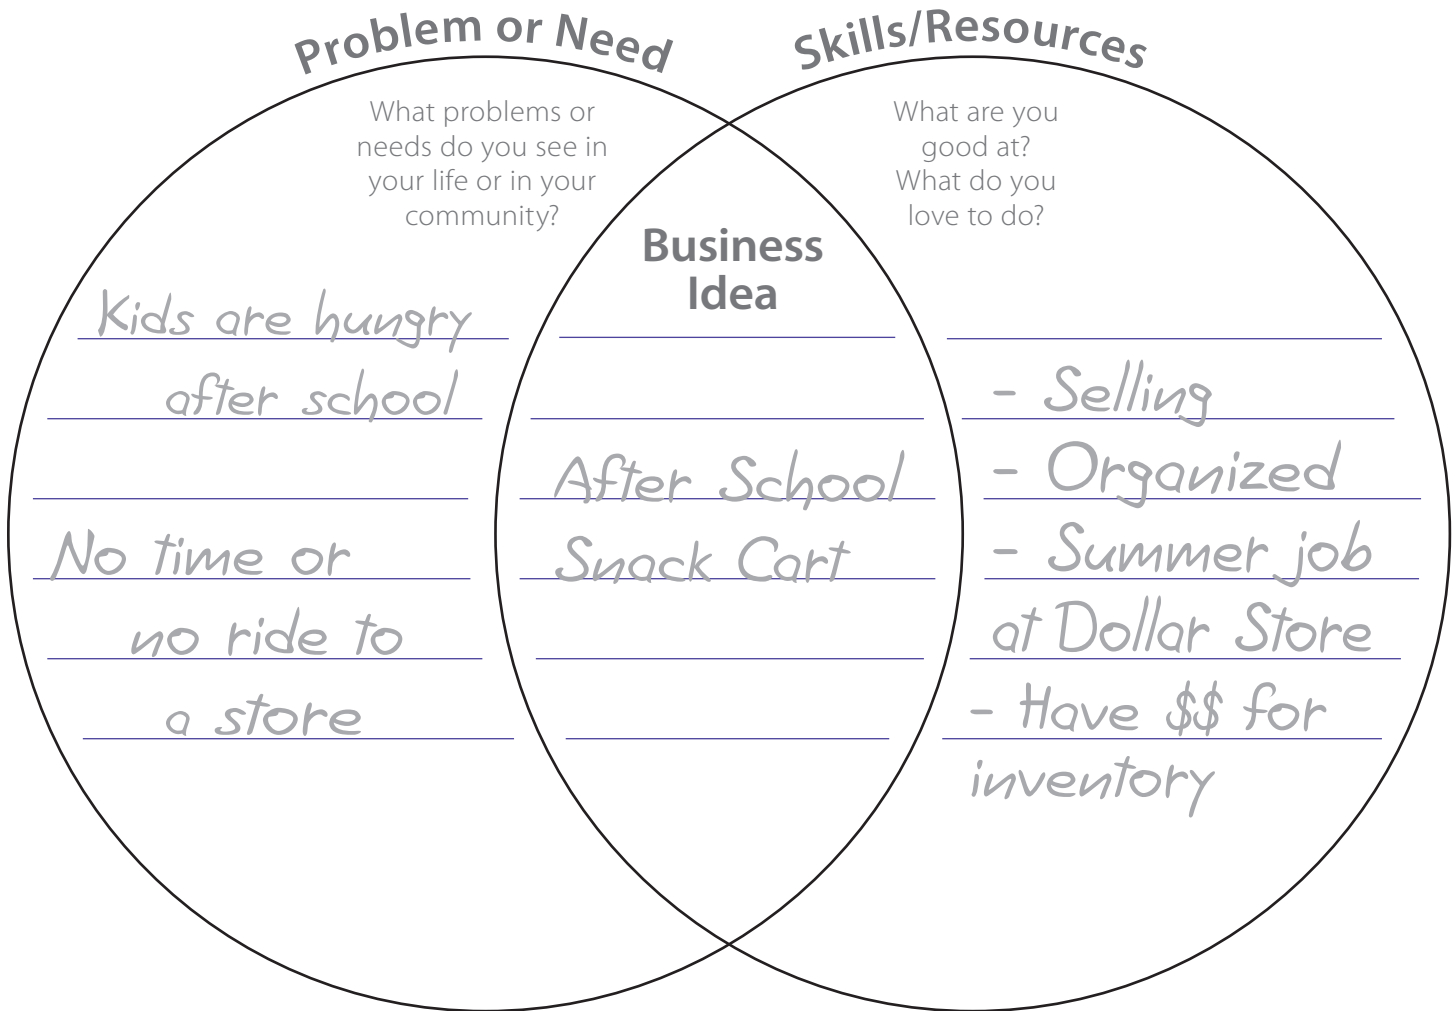 Problem or Need
What problems or
needs do you see in
your life or in your
community?
Kids are hungry
after school
No time or
no ride to
a store
Business
Idea
After School
Snack Cart
Skills/Resources
What are you
good at?
What do you
love to do?
- Selling
- Organized
- Summer job
at Dollar Store
- Have $$ for
inventory